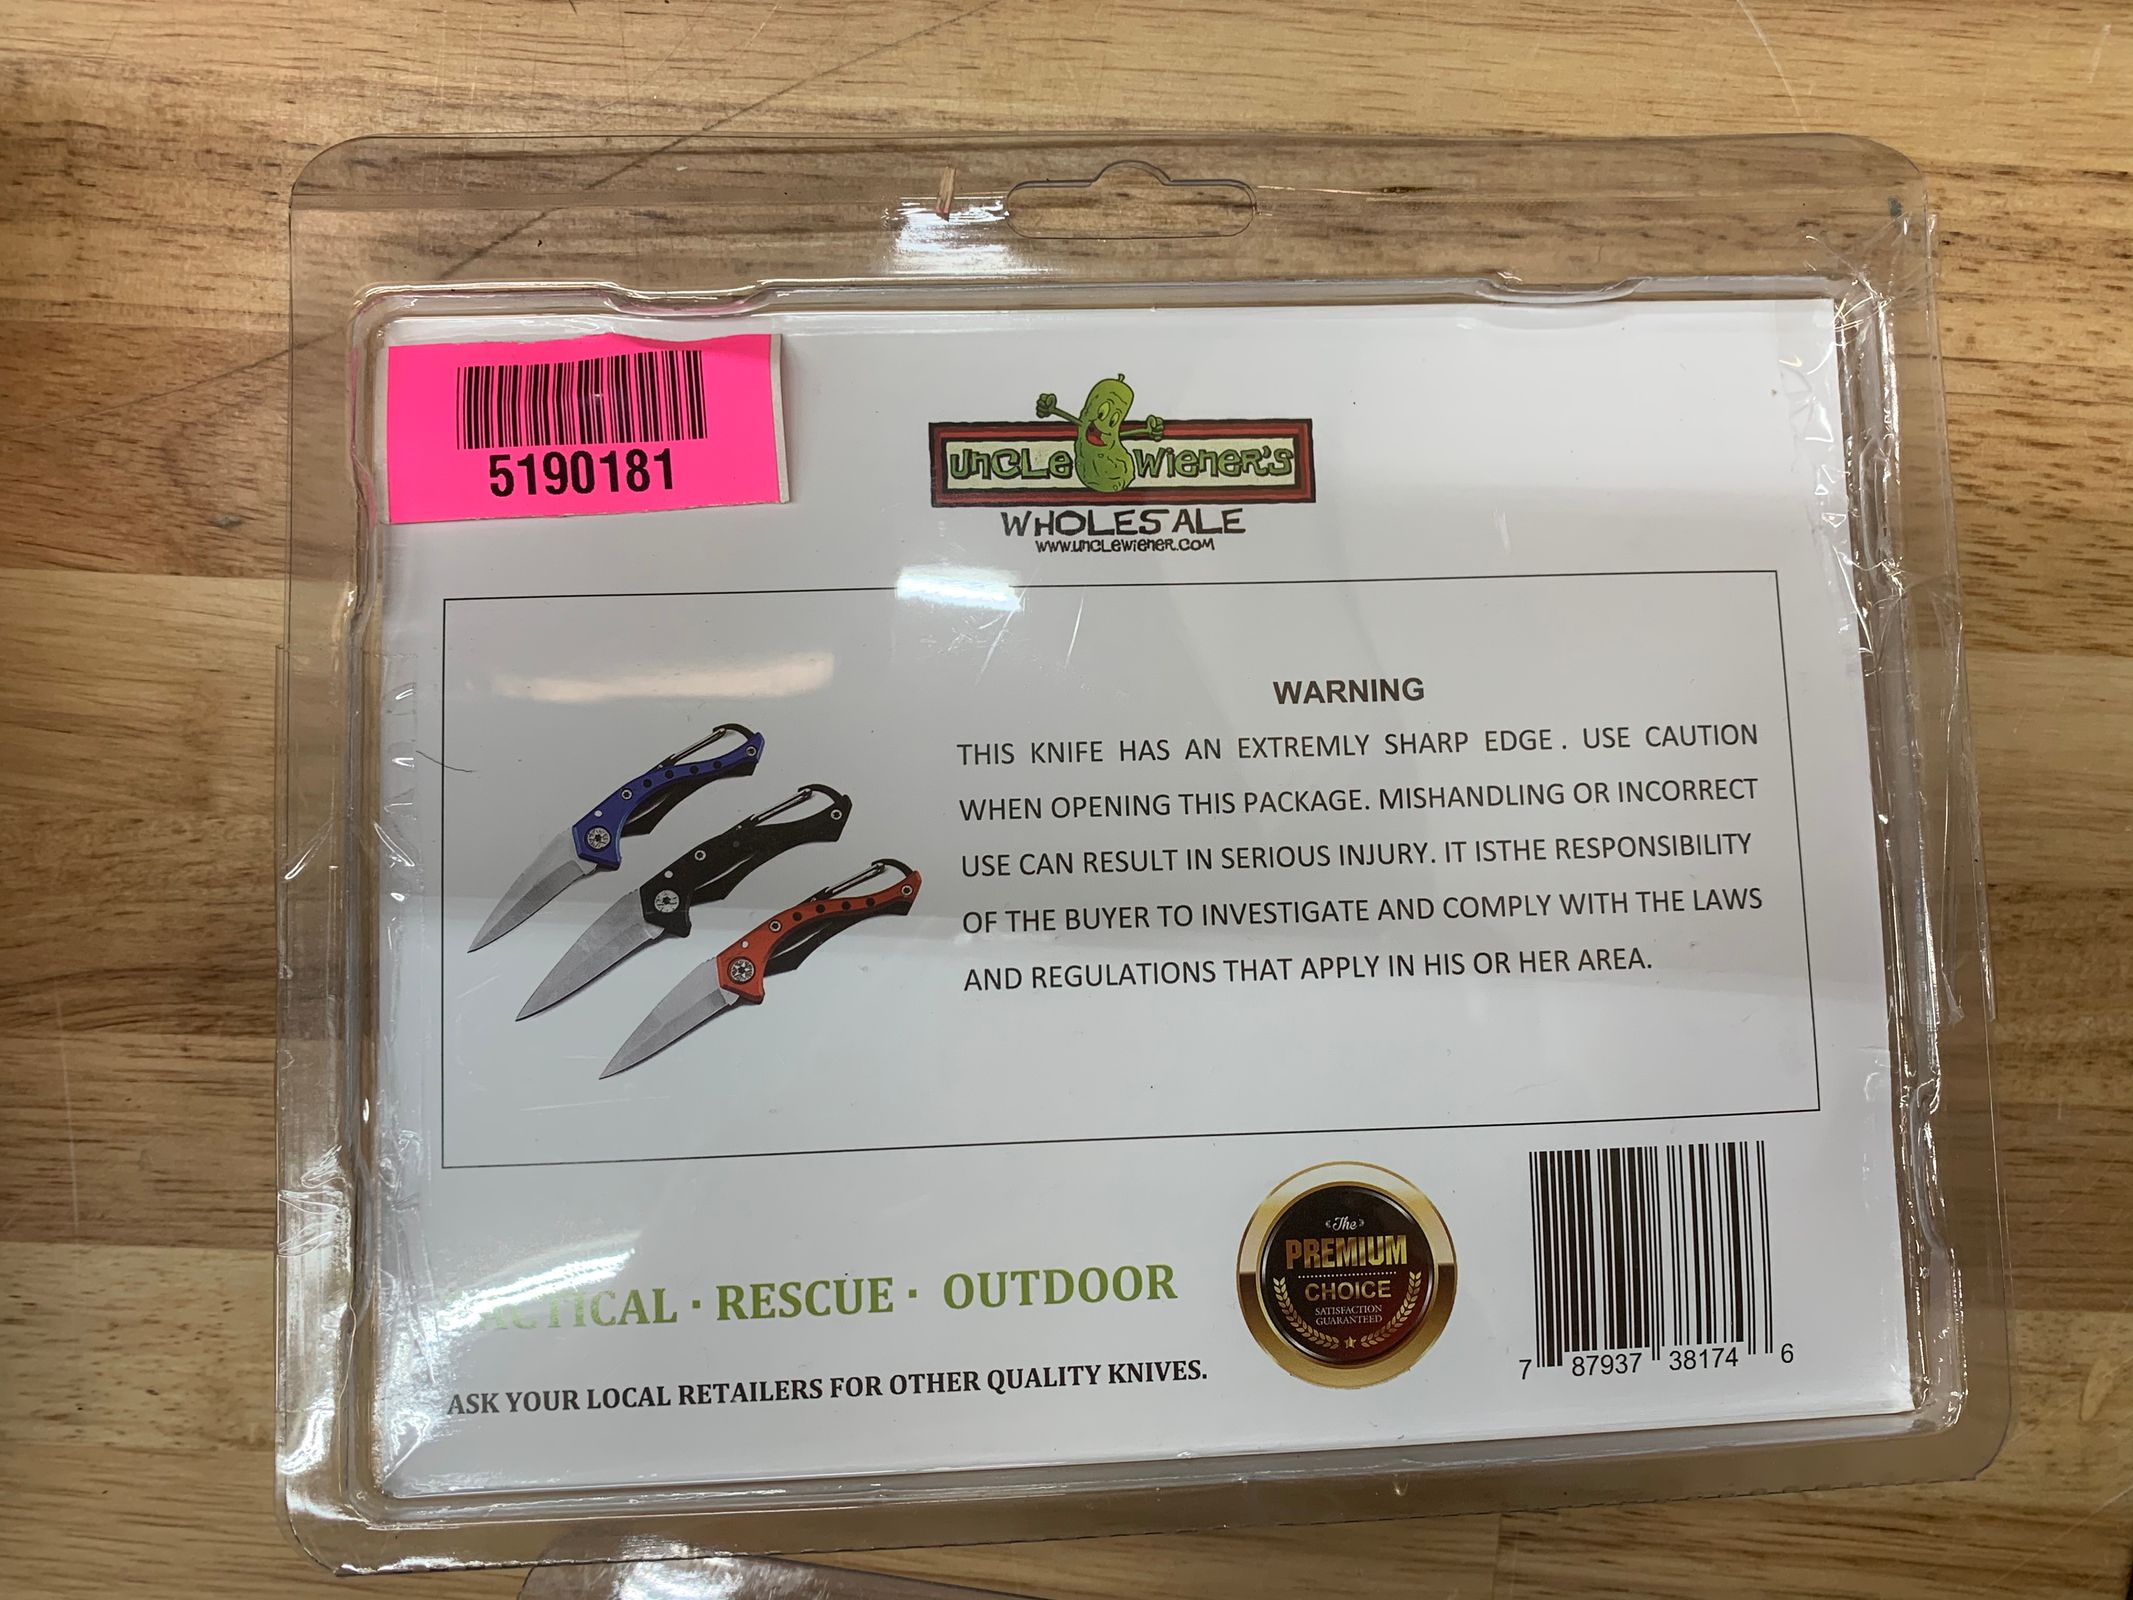 5190181
UNCLE WIENER'S
WHOLESALE
WWW.UNCLEWIENER.COM
WARNING
THIS KNIFE HAS AN EXTREMLY SHARP EDGE . USE CAUTION
WHEN OPENING THIS PACKAGE. MISHANDLING OR INCORRECT
USE CAN RESULT IN SERIOUS INJURY. IT ISTHE RESPONSIBILITY
OF THE BUYER TO INVESTIGATE AND COMPLY WITH THE LAWS
AND REGULATIONS THAT APPLY IN HIS OR HER AREA.
TACTICAL · RESCUE · OUTDOOR
ASK YOUR LOCAL RETAILERS FOR OTHER QUALITY KNIVES.
The
PREMIUM
CHOICE
SATISFACTION
GUARANTEED
7 87937 38174 6